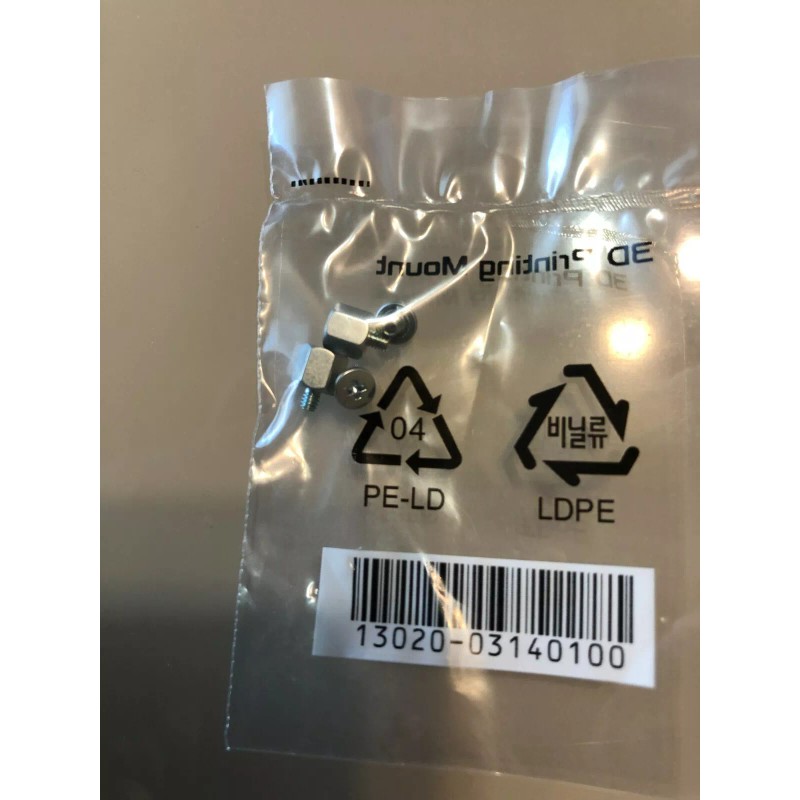 3D Printing Mount
04
비닐류
PE-LD
LDPE
13020-03140100